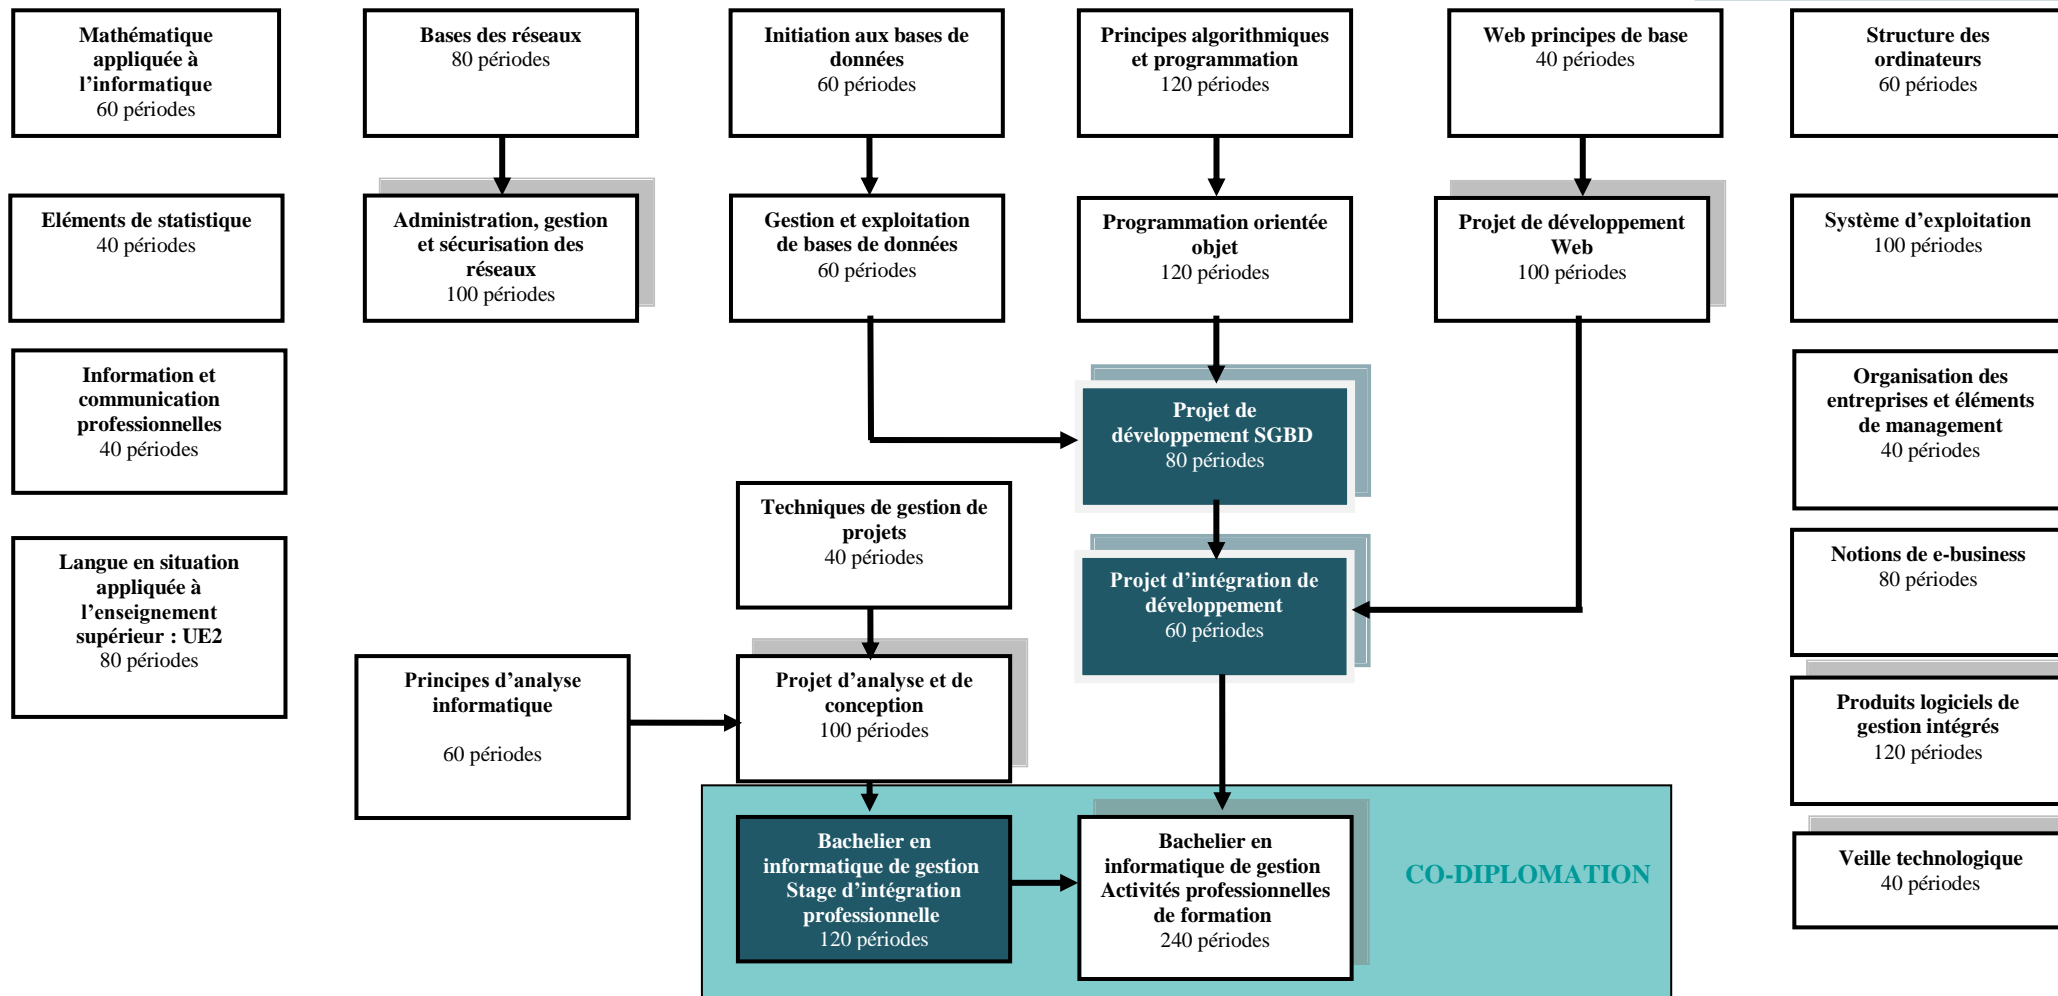 Mathématique
appliquée à
l’informatique
60 périodes
Bases des réseaux
80 périodes
Initiation aux bases de
données
60 périodes
Principes algorithmiques
et programmation
120 périodes
Web principes de base
40 périodes
Structure des
ordinateurs
60 périodes
Eléments de statistique
40 périodes
Administration, gestion
et sécurisation des
réseaux
100 périodes
Gestion et exploitation
de bases de données
60 périodes
Programmation orientée
objet
120 périodes
Projet de développement
Web
100 périodes
Système d’exploitation
100 périodes
Information et
communication
professionnelles
40 périodes
Projet de
développement SGBD
80 périodes
Organisation des
entreprises et éléments
de management
40 périodes
Techniques de gestion de
projets
40 périodes
Langue en situation
appliquée à
l’enseignement
supérieur : UE2
80 périodes
Projet d’intégration de
développement
60 périodes
Notions de e-business
80 périodes
Principes d’analyse
informatique
60 périodes
Projet d’analyse et de
conception
100 périodes
Produits logiciels de
gestion intégrés
120 périodes
Bachelier en
informatique de gestion
Stage d’intégration
professionnelle
120 périodes
Bachelier en
informatique de gestion
Activités professionnelles
de formation
240 périodes
CO-DIPLOMATION
Veille technologique
40 périodes